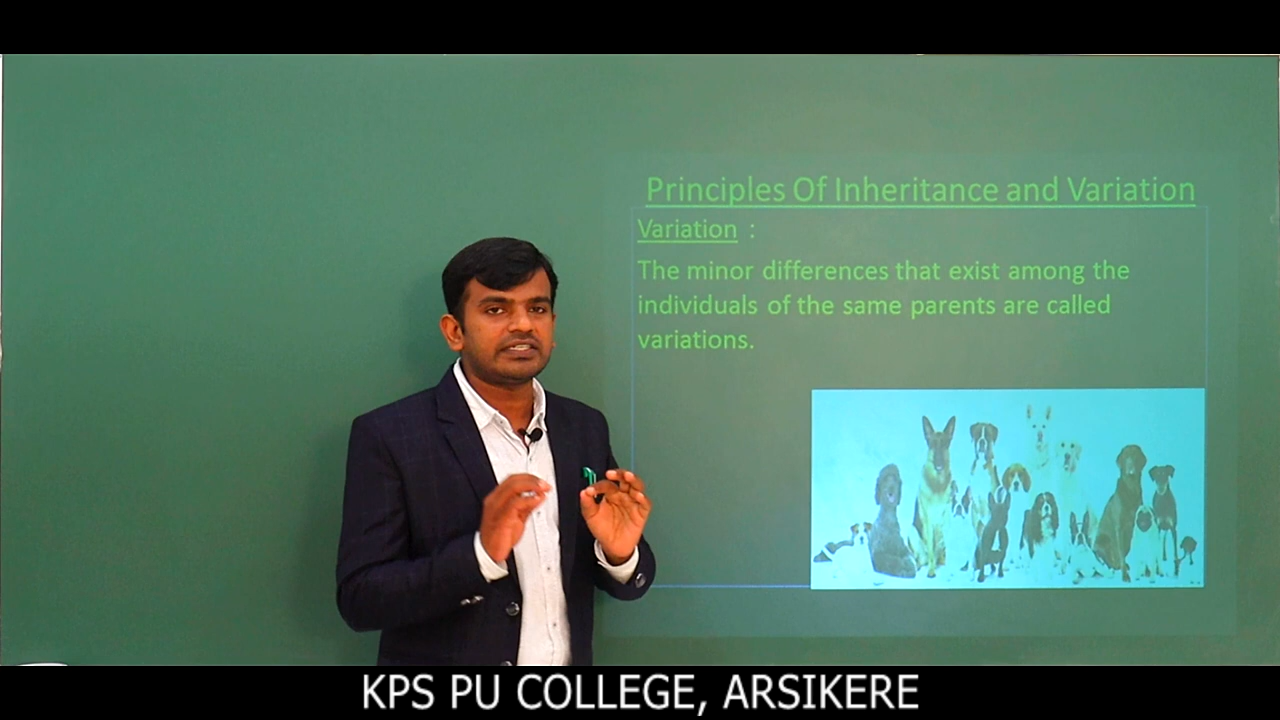 Principles Of Inheritance and Variation
Variation :
The minor differences that exist among the
individuals of the same parents are called
variations.
KPS PU COLLEGE, ARSIKERE